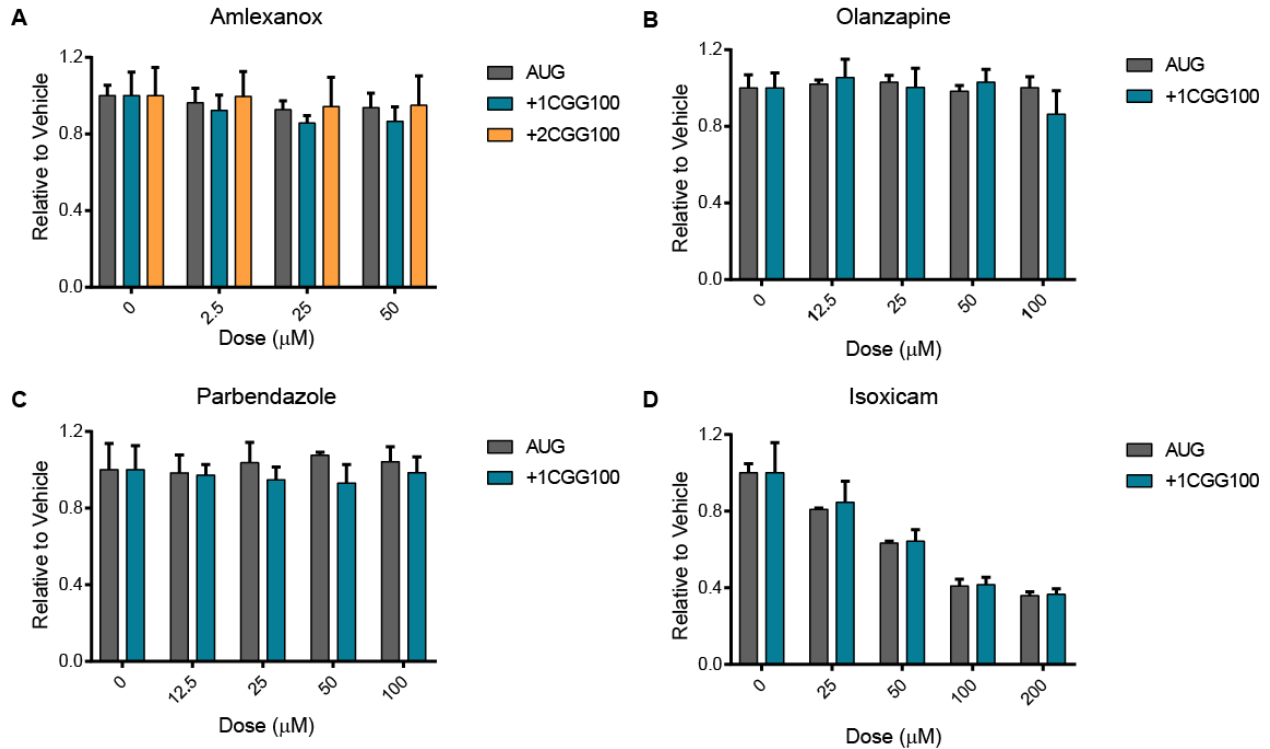 A
Amlexanox
Relative to Vehicle
1.2
0.8
0.4
0.0
0
2.5
25
50
Dose (μM)
AUG
+1CGG100
+2CGG100
B
Olanzapine
Relative to Vehicle
1.2
0.8
0.4
0.0
0
12.5
25
50
100
Dose (μM)
AUG
+1CGG100
C
Parbendazole
Relative to Vehicle
1.2
0.8
0.4
0.0
0
12.5
25
50
100
Dose (μM)
AUG
+1CGG100
D
Isoxicam
Relative to Vehicle
1.2
0.8
0.4
0.0
0
25
50
100
200
Dose (μM)
AUG
+1CGG100